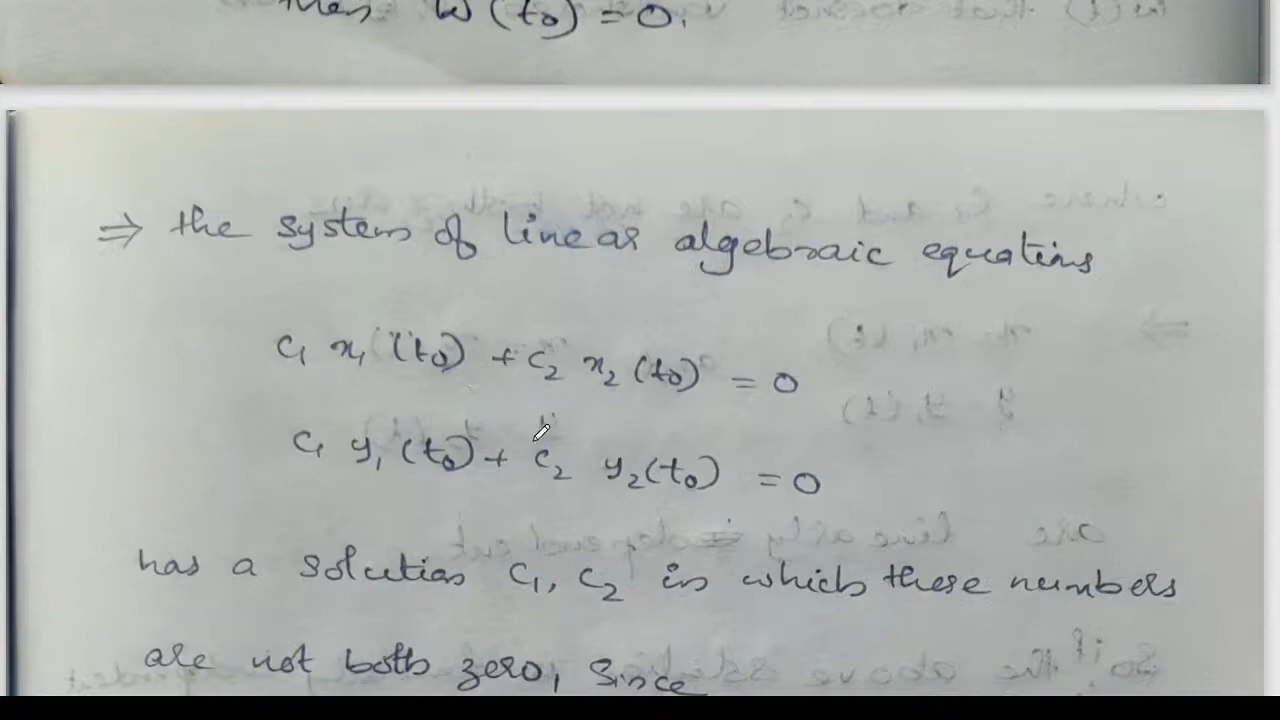 then W(t₀) = 0.
⇒ the system of linear algebraic equations
c₁ x₁(t₀) + c₂ x₂(t₀) = 0
c₁ y₁(t₀) + c₂ y₂(t₀) = 0
has a solution c₁, c₂ in which these numbers
are not both zero, since